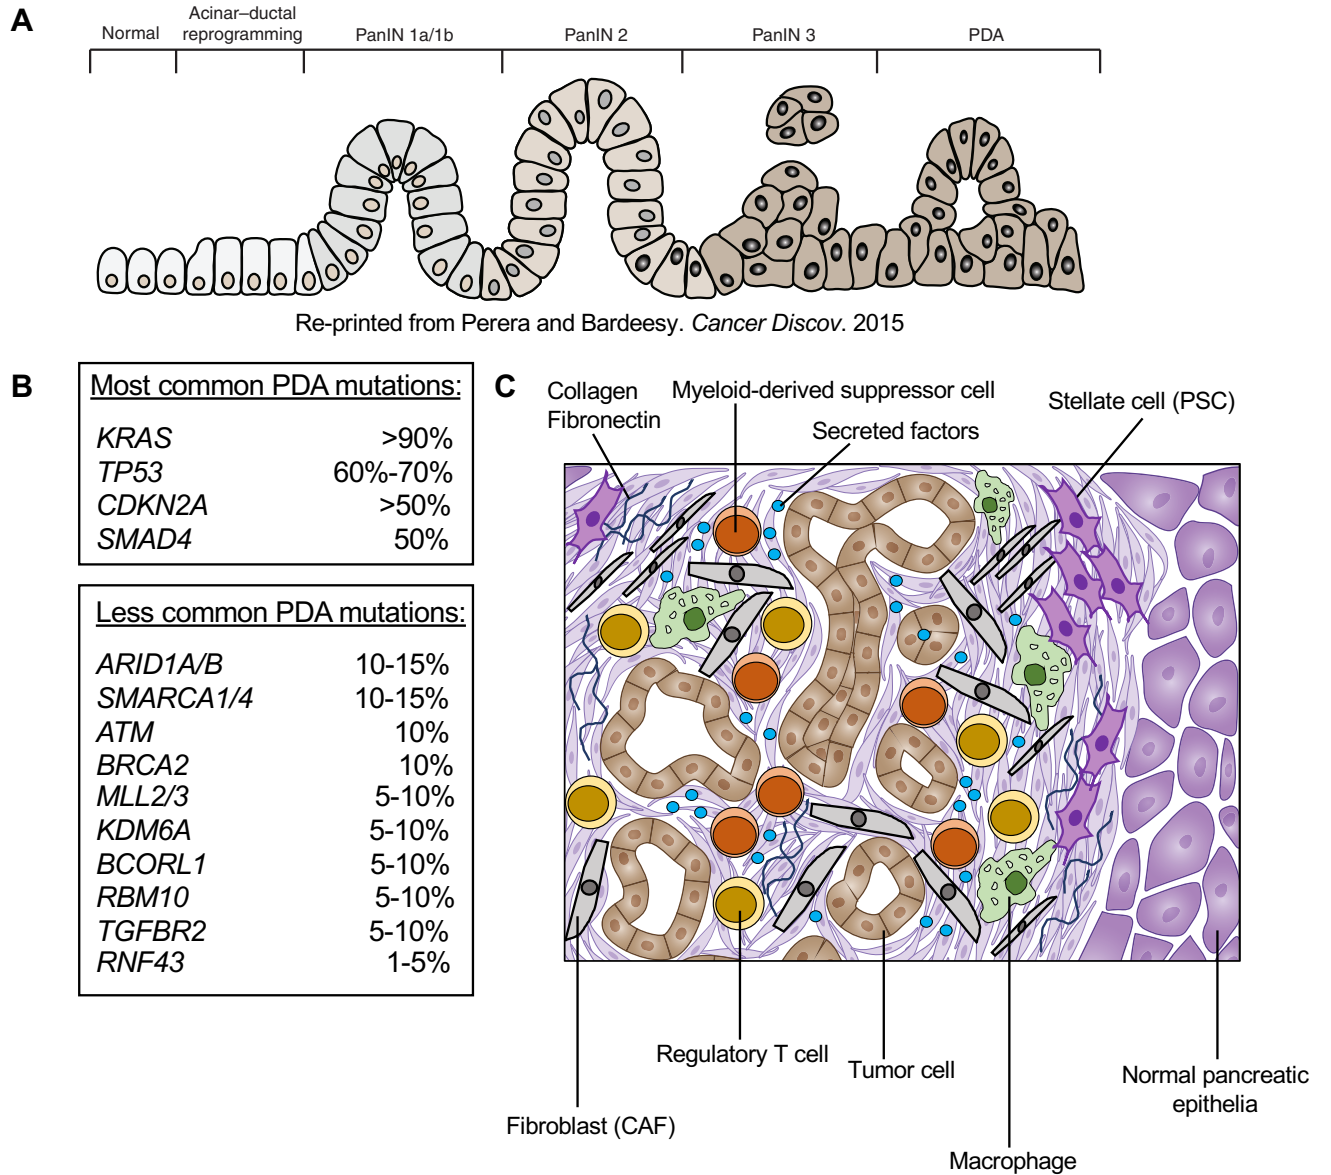 A
Normal
Acinar–ductal
reprogramming
PanIN 1a/1b
PanIN 2
PanIN 3
PDA
Re-printed from Perera and Bardeesy. Cancer Discov. 2015
B
Most common PDA mutations:
KRAS >90%
TP53 60%-70%
CDKN2A >50%
SMAD4 50%
Less common PDA mutations:
ARID1A/B 10-15%
SMARCA1/4 10-15%
ATM 10%
BRCA2 10%
MLL2/3 5-10%
KDM6A 5-10%
BCORL1 5-10%
RBM10 5-10%
TGFBR2 5-10%
RNF43 1-5%
C
Collagen
Fibronectin
Myeloid-derived suppressor cell
Secreted factors
Stellate cell (PSC)
Regulatory T cell
Tumor cell
Normal pancreatic
epithelia
Fibroblast (CAF)
Macrophage